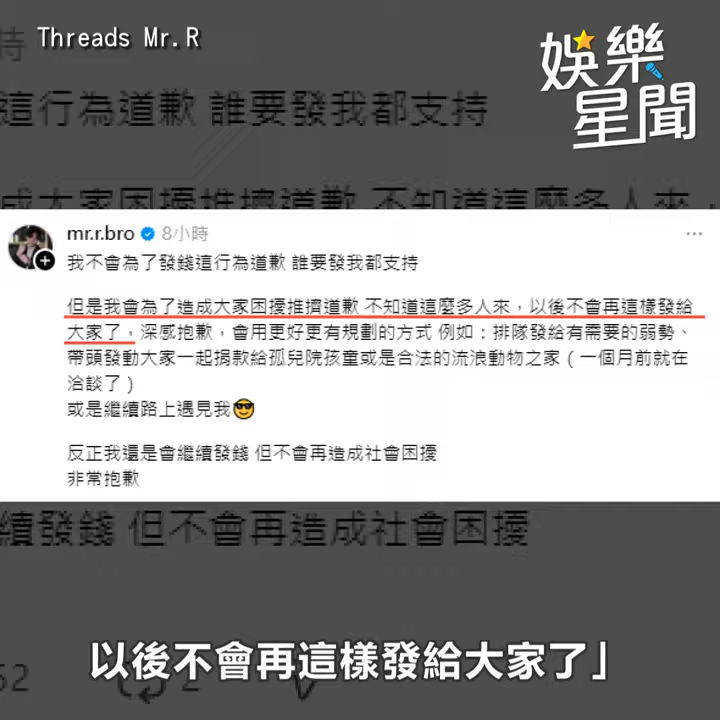 Threads Mr.R
娛樂
星聞
時
這行為道歉 誰要發我都支持
成大家困擾推擠道歉 不知道這麼多人來，
mr.r.bro 8小時
我不會為了發錢這行為道歉 誰要發我都支持
但是我會為了造成大家困擾推擠道歉 不知道這麼多人來，以後不會再這樣發給
大家了，深感抱歉，會用更好更有規劃的方式 例如：排隊發給有需要的弱勢、
帶頭發動大家一起捐款給孤兒院孩童或是合法的流浪動物之家（一個月前就在
洽談了）
或是繼續路上遇見我😎
反正我還是會繼續發錢 但不會再造成社會困擾
非常抱歉
續發錢 但不會再造成社會困擾
52 2
以後不會再這樣發給大家了」